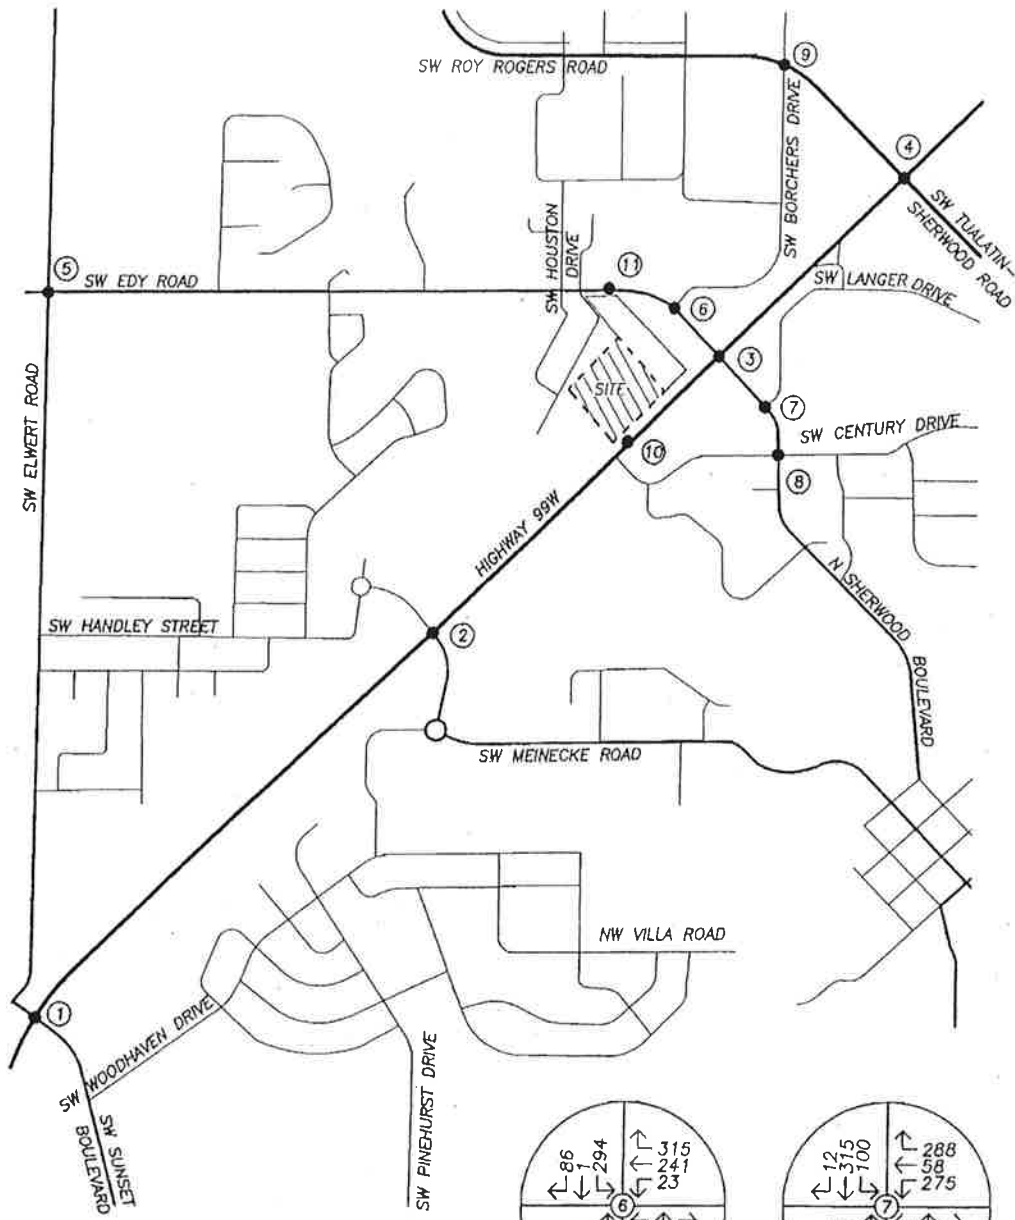 SW ROY ROGERS ROAD
9
SW BORCHERS DRIVE
4
SW TUALATIN-
SHERWOOD ROAD
SW HOUSTON
DRIVE
11
5
SW EDY ROAD
SW LANGER DRIVE
6
3
SITE
7
SW ELWERT ROAD
SW CENTURY DRIVE
10
8
HIGHWAY 99W
N SHERWOOD
BOULEVARD
SW HANDLEY STREET
2
SW MEINECKE ROAD
NW VILLA ROAD
1
SW WOODHAVEN DRIVE
SW PINEHURST DRIVE
SW SUNSET
BOULEVARD
86
1
294
315
241
23
6
12
315
100
288
58
275
7